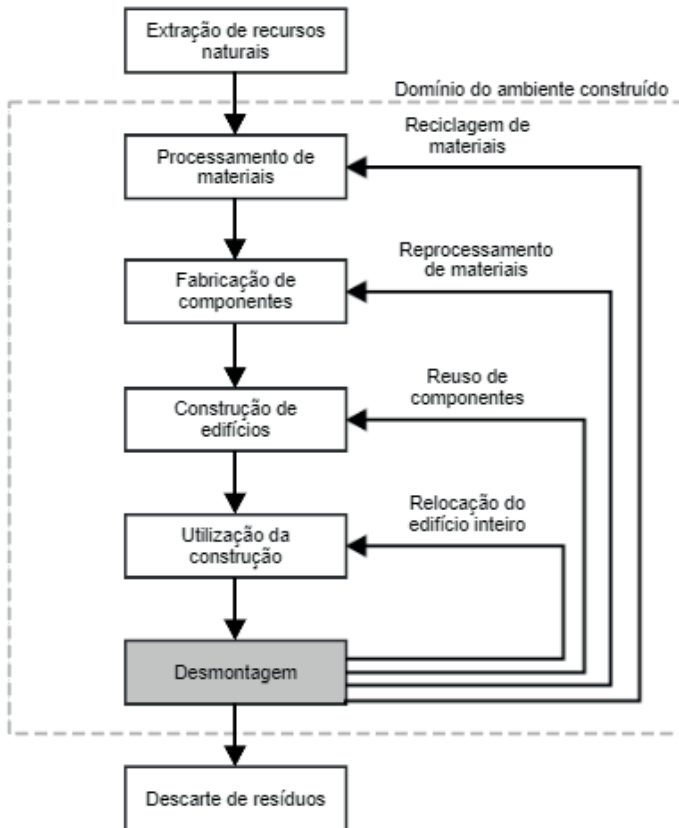 Extração de recursos
naturais
Domínio do ambiente construído
Reciclagem de
materiais
Processamento de
materiais
Reprocessamento
de materiais
Fabricação de
componentes
Reuso de
componentes
Construção de
edifícios
Relocação do
edifício inteiro
Utilização da
construção
Desmontagem
Descarte de resíduos